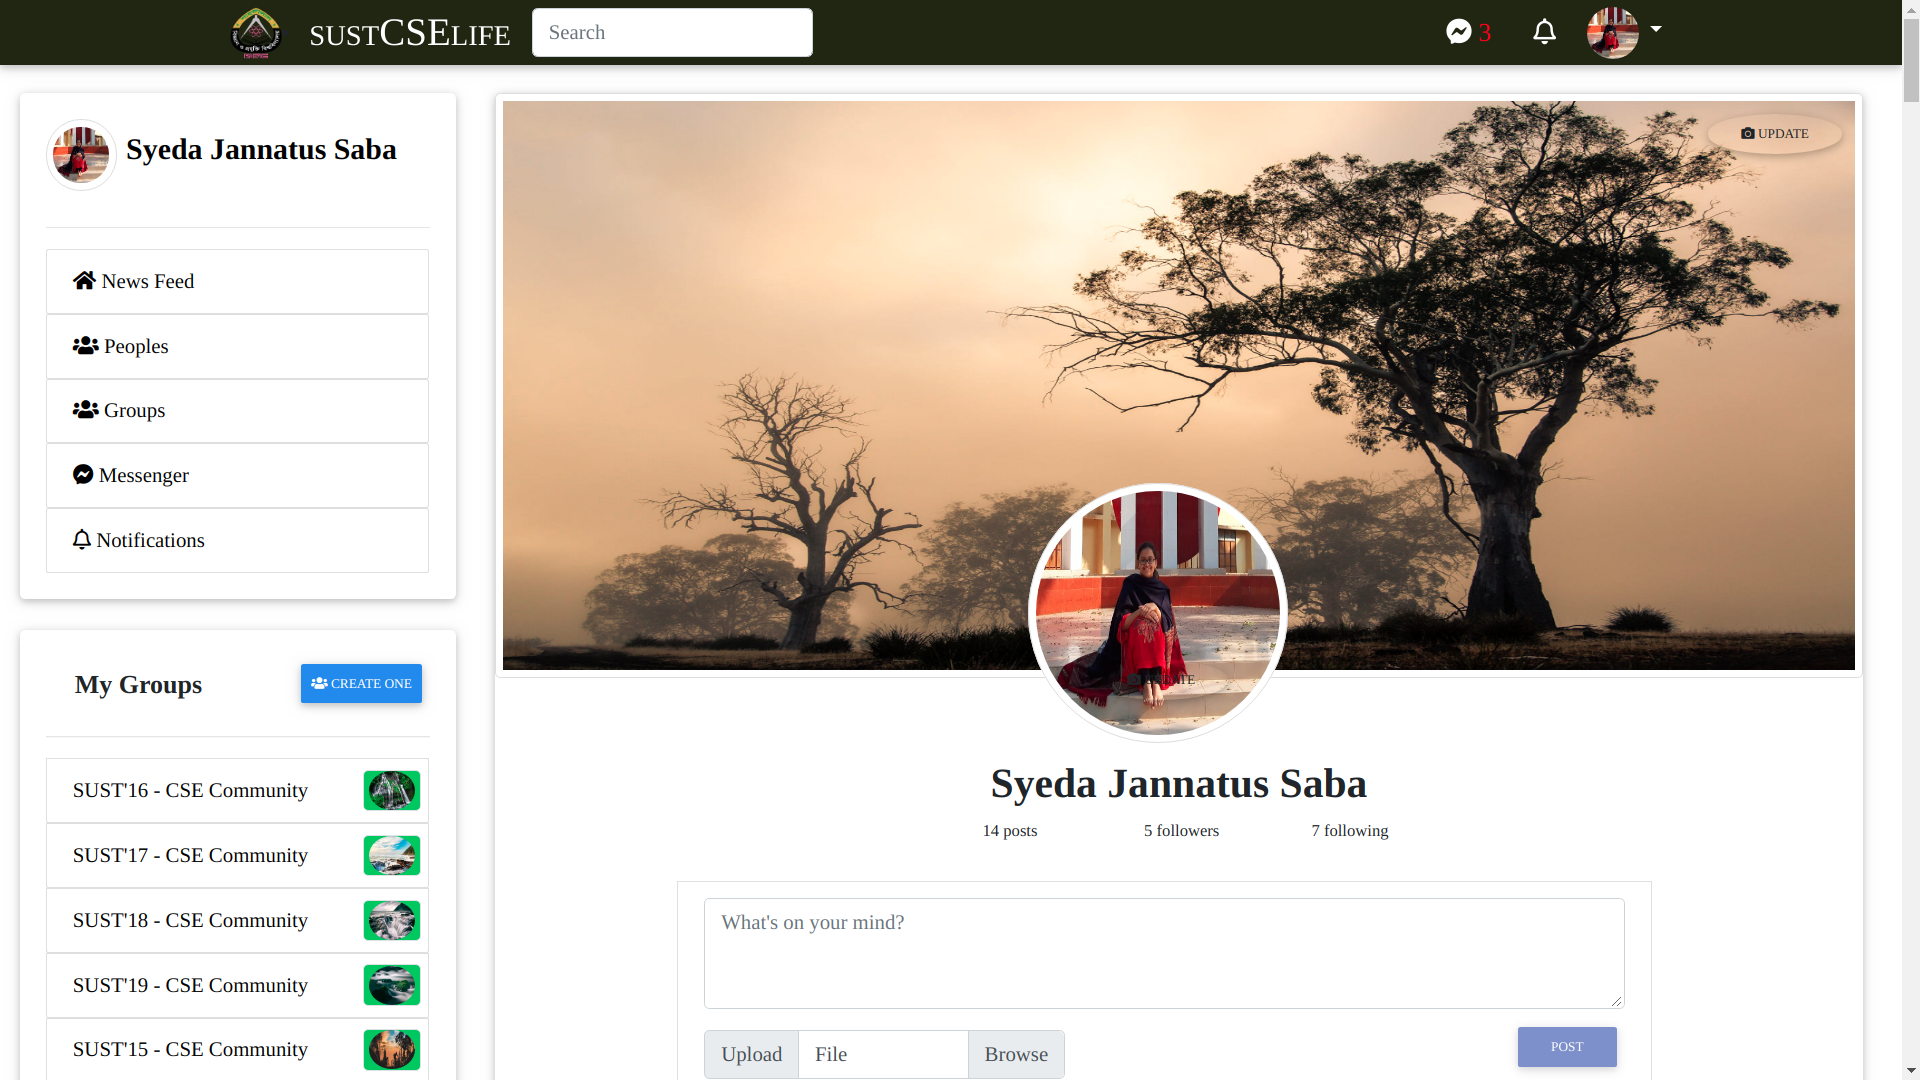 SUSTCSELIFE
Search
3
Syeda Jannatus Saba
UPDATE
News Feed
Peoples
Groups
Messenger
Notifications
My Groups
CREATE ONE
SUST'16 - CSE Community
SUST'17 - CSE Community
SUST'18 - CSE Community
SUST'19 - CSE Community
SUST'15 - CSE Community
Syeda Jannatus Saba
14 posts
5 followers
7 following
What's on your mind?
Upload
File
Browse
POST